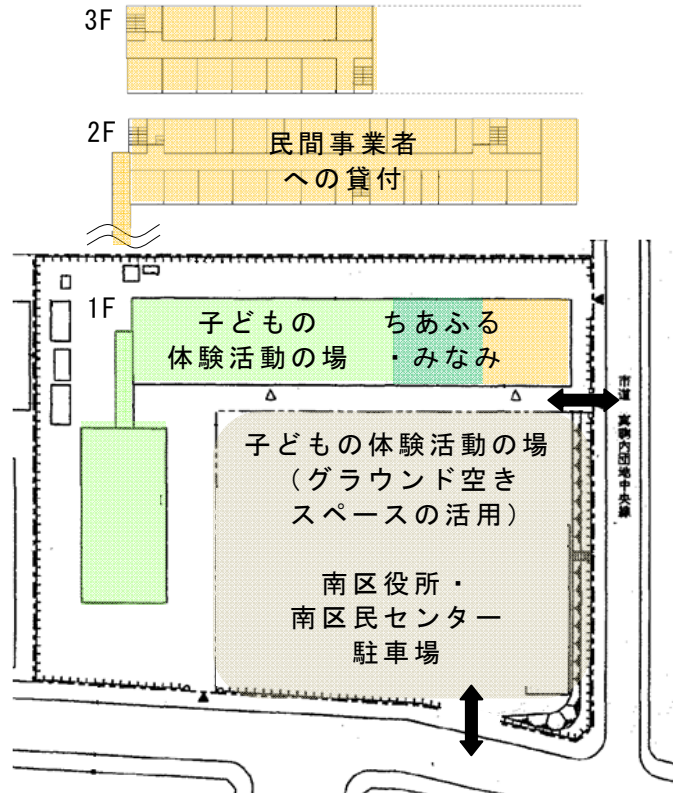 3F
2F
民間事業者
への貸付
1F
子どもの
体験活動の場
ちあふる
・みなみ
子どもの体験活動の場
(グラウンド空き
スペースの活用)
南区役所・
南区民センター
駐車場
市道 真駒内団地中央線